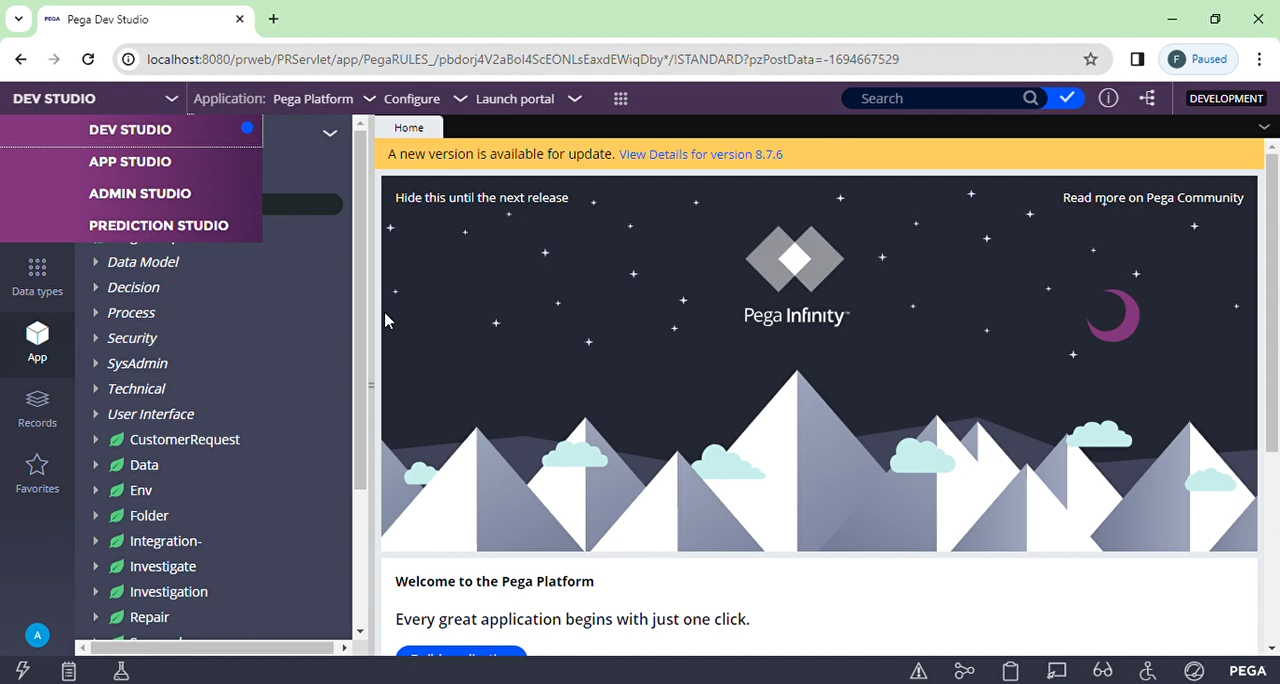 PEGA Pega Dev Studio
localhost:8080/prweb/PRServlet/app/PegaRULES_/pbdorj4V2aBoI4ScEONLsEaxdEWiqDby*/!STANDARD?pzPostData=-1694667529
F Paused
DEV STUDIO Application: Pega Platform Configure Launch portal Search DEVELOPMENT
DEV STUDIO
APP STUDIO
ADMIN STUDIO
PREDICTION STUDIO
Data types
App
Records
Favorites
A
Data Model
Decision
Process
Security
SysAdmin
Technical
User Interface
CustomerRequest
Data
Env
Folder
Integration-
Investigate
Investigation
Repair
Home
A new version is available for update. View Details for version 8.7.6
Hide this until the next release Read more on Pega Community
Pega Infinity™
Welcome to the Pega Platform
Every great application begins with just one click.
PEGA